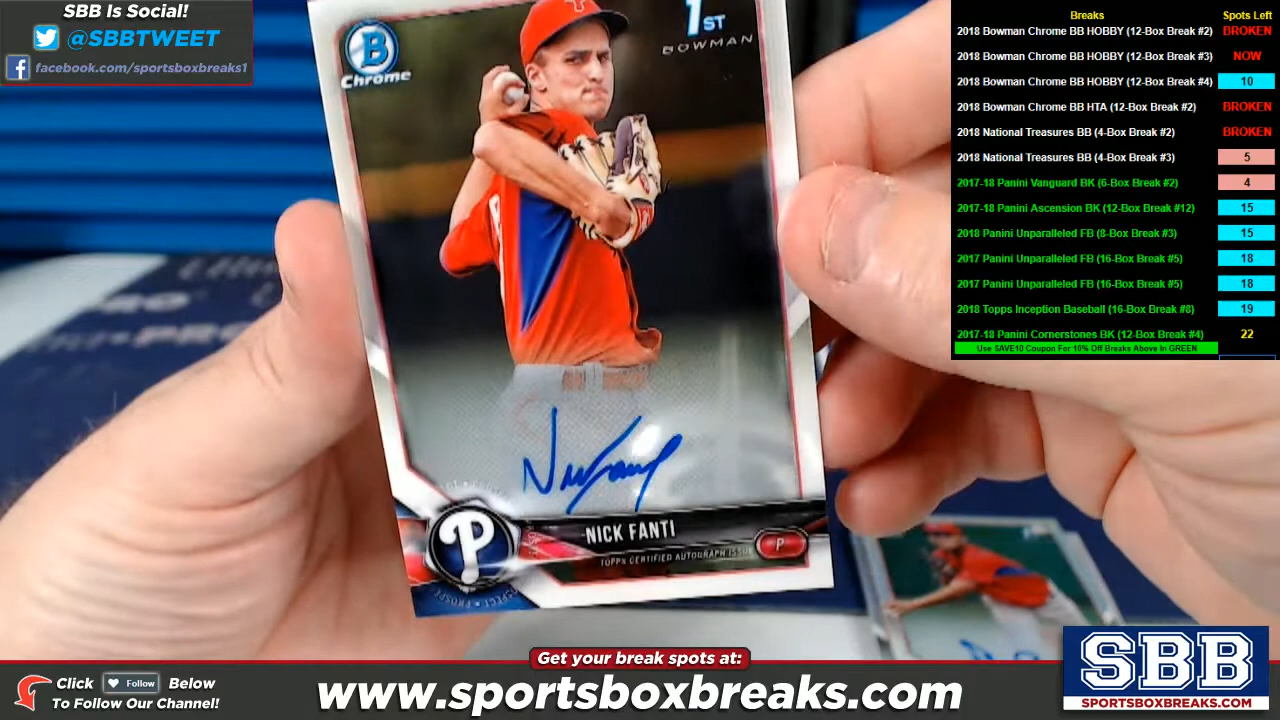 SBB Is Social!
@SBBTWEET
facebook.com/sportsboxbreaks1
B
Chrome
1ST
BOWMAN
T
NICK FANTI
TOPPS CERTIFIED AUTOGRAPH ISSUE
P
P
Breaks Spots Left
2018 Bowman Chrome BB HOBBY (12-Box Break #2) BROKEN
2018 Bowman Chrome BB HOBBY (12-Box Break #3) NOW
2018 Bowman Chrome BB HOBBY (12-Box Break #4) 10
2018 Bowman Chrome BB HTA (12-Box Break #2) BROKEN
2018 National Treasures BB (4-Box Break #2) BROKEN
2018 National Treasures BB (4-Box Break #3) 5
2017-18 Panini Vanguard BK (6-Box Break #2) 4
2017-18 Panini Ascension BK (12-Box Break #12) 15
2018 Panini Unparalleled FB (8-Box Break #3) 15
2017 Panini Unparalleled FB (16-Box Break #5) 18
2017 Panini Unparalleled FB (16-Box Break #5) 18
2018 Topps Inception Baseball (16-Box Break #8) 19
2017-18 Panini Cornerstones BK (12-Box Break #4) 22
Use SAVE10 Coupon For 10% Off Breaks Above In GREEN
Get your break spots at:
www.sportsboxbreaks.com
Click Follow Below
To Follow Our Channel!
SBB
SPORTSBOXBREAKS.COM